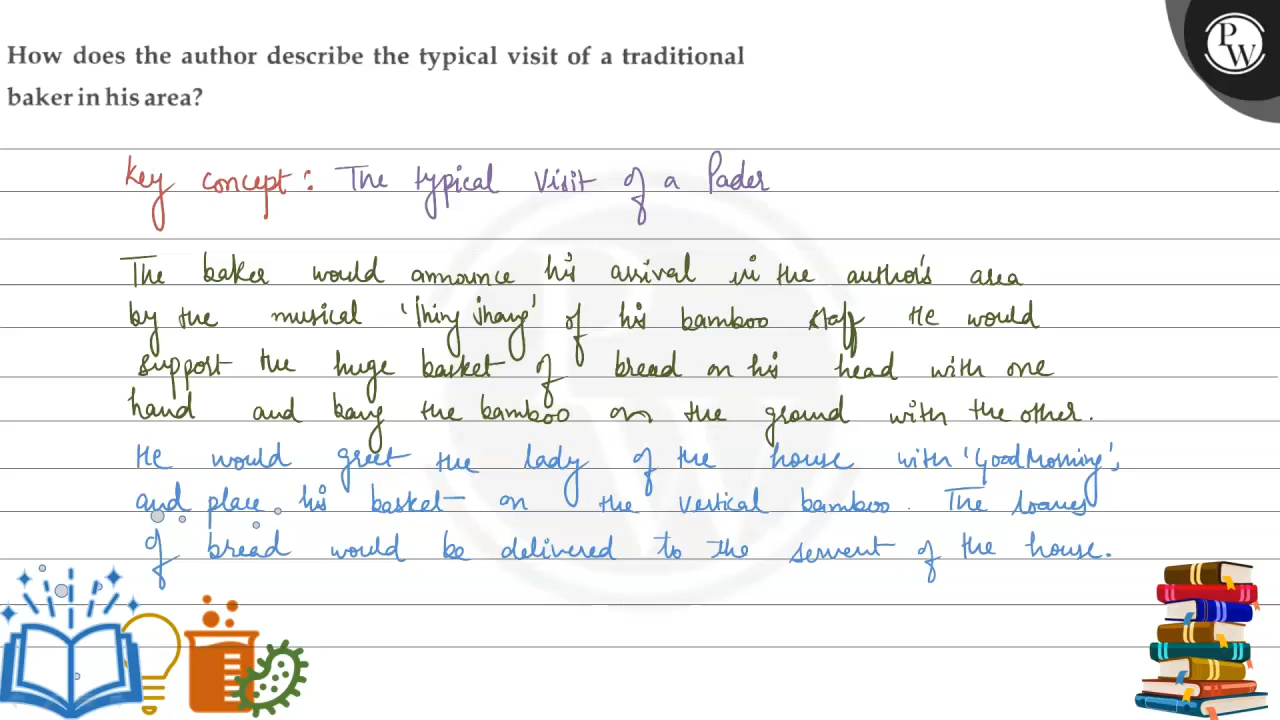 How does the author describe the typical visit of a traditional
baker in his area?
PW
Key concept: The typical visit of a Pader
The baker would announce his arrival in the author's area
by the musical 'jhing jhang' of his bamboo staff He would
support the huge basket of bread on his head with one
hand and bang the bamboo on the ground with the other.
He would greet the lady of the house with 'Good Morning',
and place his basket on the vertical bamboo. The loaves
of bread would be delivered to the servent of the house.